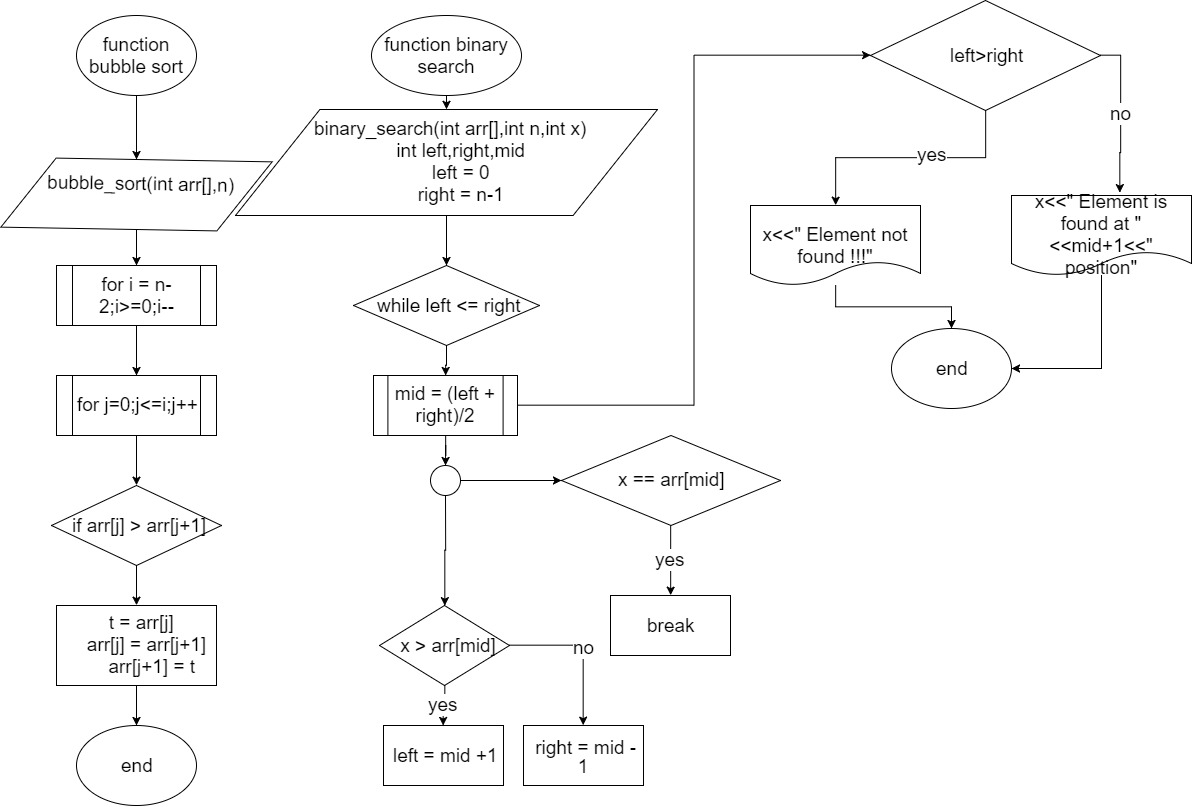 function
bubble sort
bubble_sort(int arr[],n)
for i = n-
2;i>=0;i--
for j=0;j<=i;j++
if arr[j] > arr[j+1]
t = arr[j]
arr[j] = arr[j+1]
arr[j+1] = t
end
function binary
search
binary_search(int arr[],int n,int x)
int left,right,mid
left = 0
right = n-1
while left <= right
mid = (left +
right)/2
x == arr[mid]
yes
break
x > arr[mid]
no
yes
left = mid +1
right = mid -
1
left>right
no
yes
x<<" Element not
found !!!"
x<<" Element is
found at "
<<mid+1<<"
position"
end